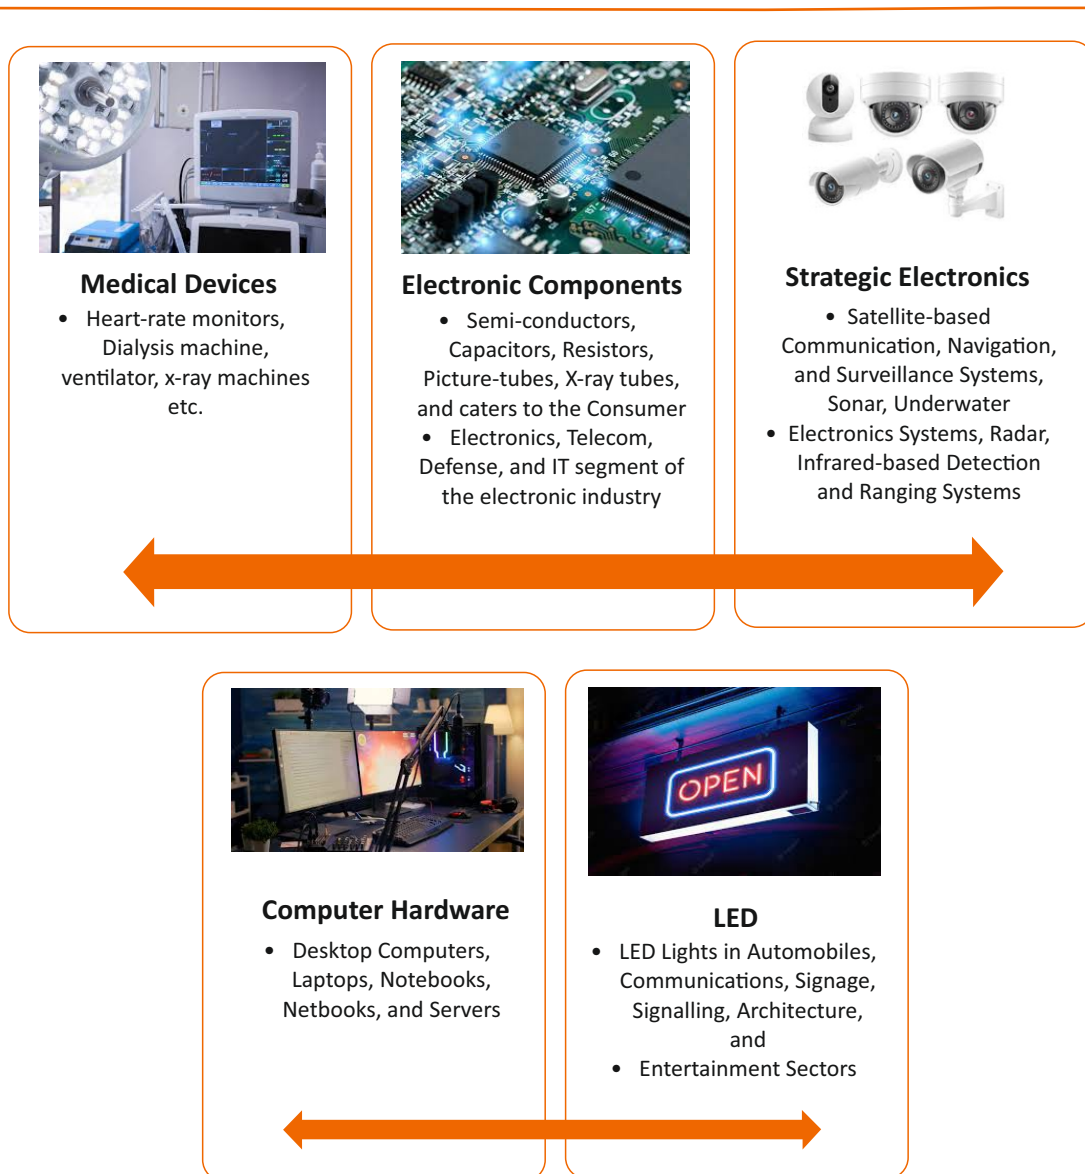 Medical Devices
• Heart-rate monitors,
Dialysis machine,
ventilator, x-ray machines
etc.
Electronic Components
• Semi-conductors,
Capacitors, Resistors,
Picture-tubes, X-ray tubes,
and caters to the Consumer
• Electronics, Telecom,
Defense, and IT segment of
the electronic industry
Strategic Electronics
• Satellite-based
Communication, Navigation,
and Surveillance Systems,
Sonar, Underwater
• Electronics Systems, Radar,
Infrared-based Detection
and Ranging Systems
Computer Hardware
• Desktop Computers,
Laptops, Notebooks,
Netbooks, and Servers
OPEN
LED
• LED Lights in Automobiles,
Communications, Signage,
Signalling, Architecture,
and
• Entertainment Sectors